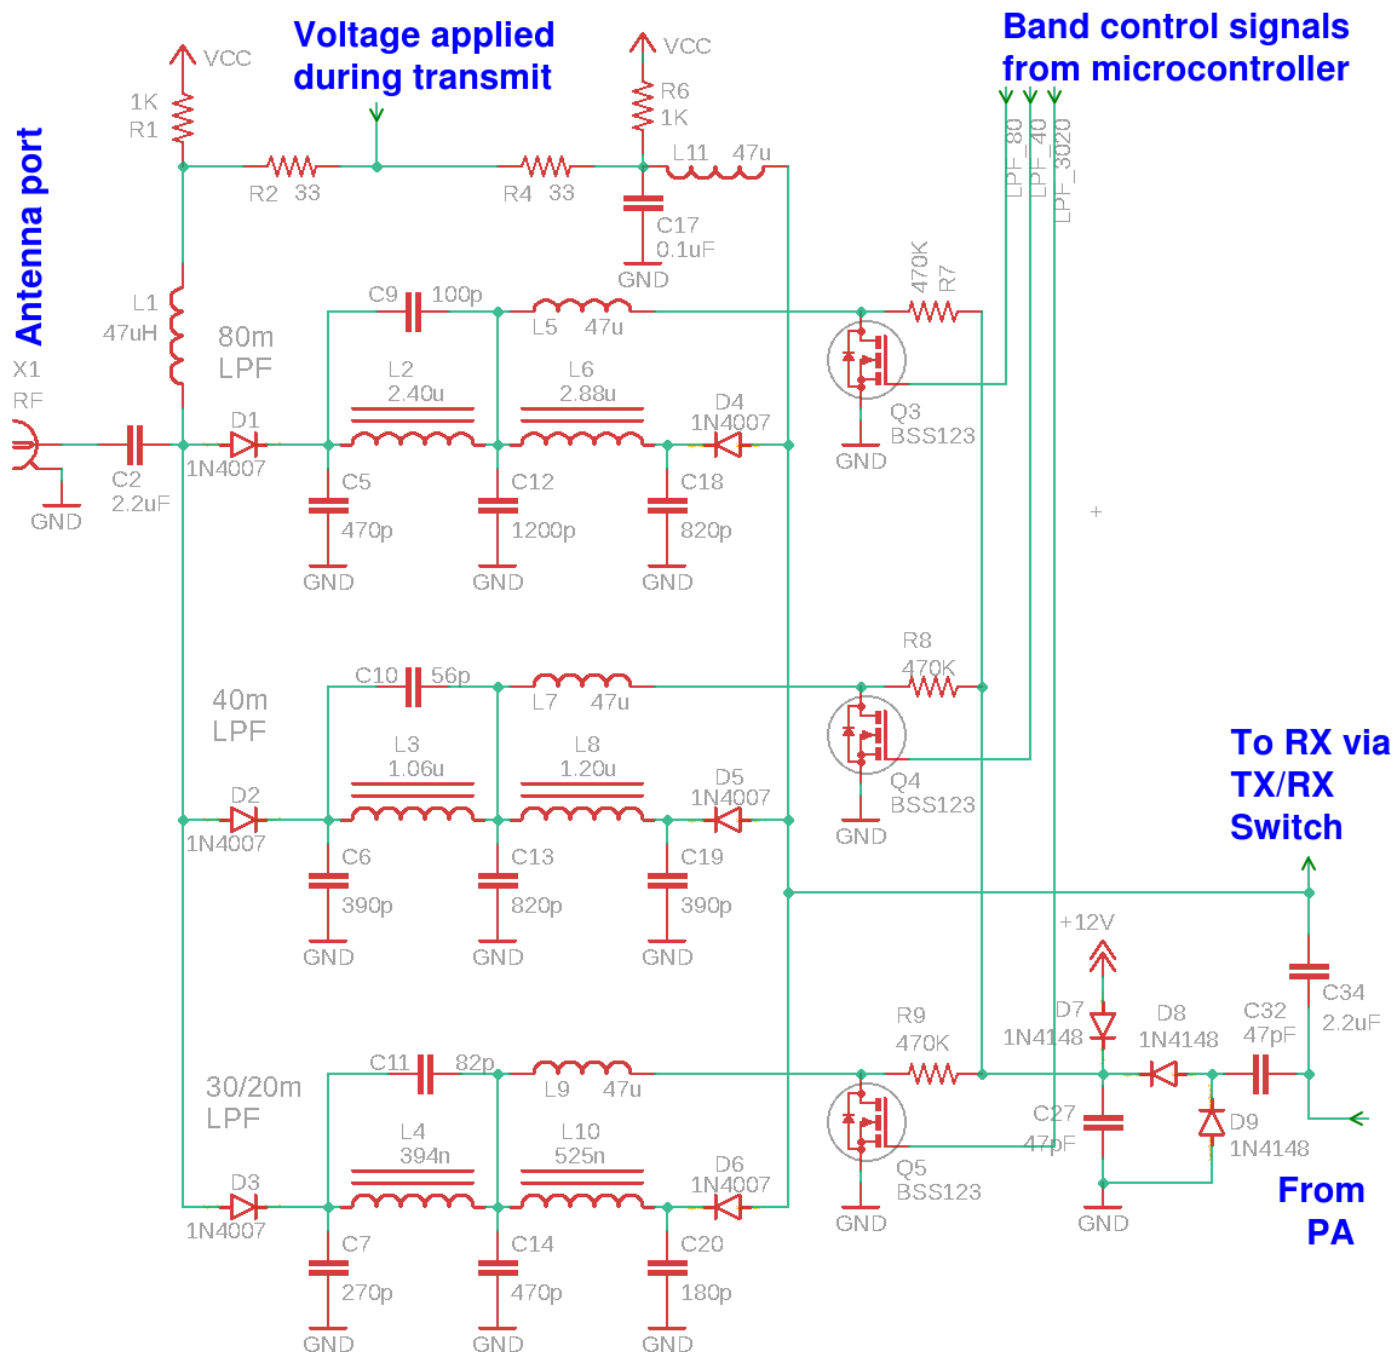 Voltage applied
during transmit
Band control signals
from microcontroller
VCC
1K
R1
VCC
R6
1K
R2 33
R4 33
L11 47u
C17
0.1uF
GND
LPF_80
LPF_40
LPF_3020
Antenna port
X1
RF
GND
L1
47uH
C2
2.2uF
80m
LPF
C9 100p
L5 47u
L2
2.40u
L6
2.88u
D1
1N4007
D4
1N4007
C5
470p
GND
C12
1200p
GND
C18
820p
GND
470K
R7
Q3
BSS123
GND
40m
LPF
C10 56p
L7 47u
L3
1.06u
L8
1.20u
D2
1N4007
D5
1N4007
C6
390p
GND
C13
820p
GND
C19
390p
GND
R8
470K
Q4
BSS123
GND
To RX via
TX/RX
Switch
30/20m
LPF
C11 82p
L9 47u
L4
394n
L10
525n
D3
1N4007
D6
1N4007
C7
270p
GND
C14
470p
GND
C20
180p
GND
R9
470K
Q5
BSS123
GND
+12V
D7
1N4148
D8
1N4148
C32
47pF
C34
2.2uF
C27
47pF
D9
1N4148
GND
From
PA